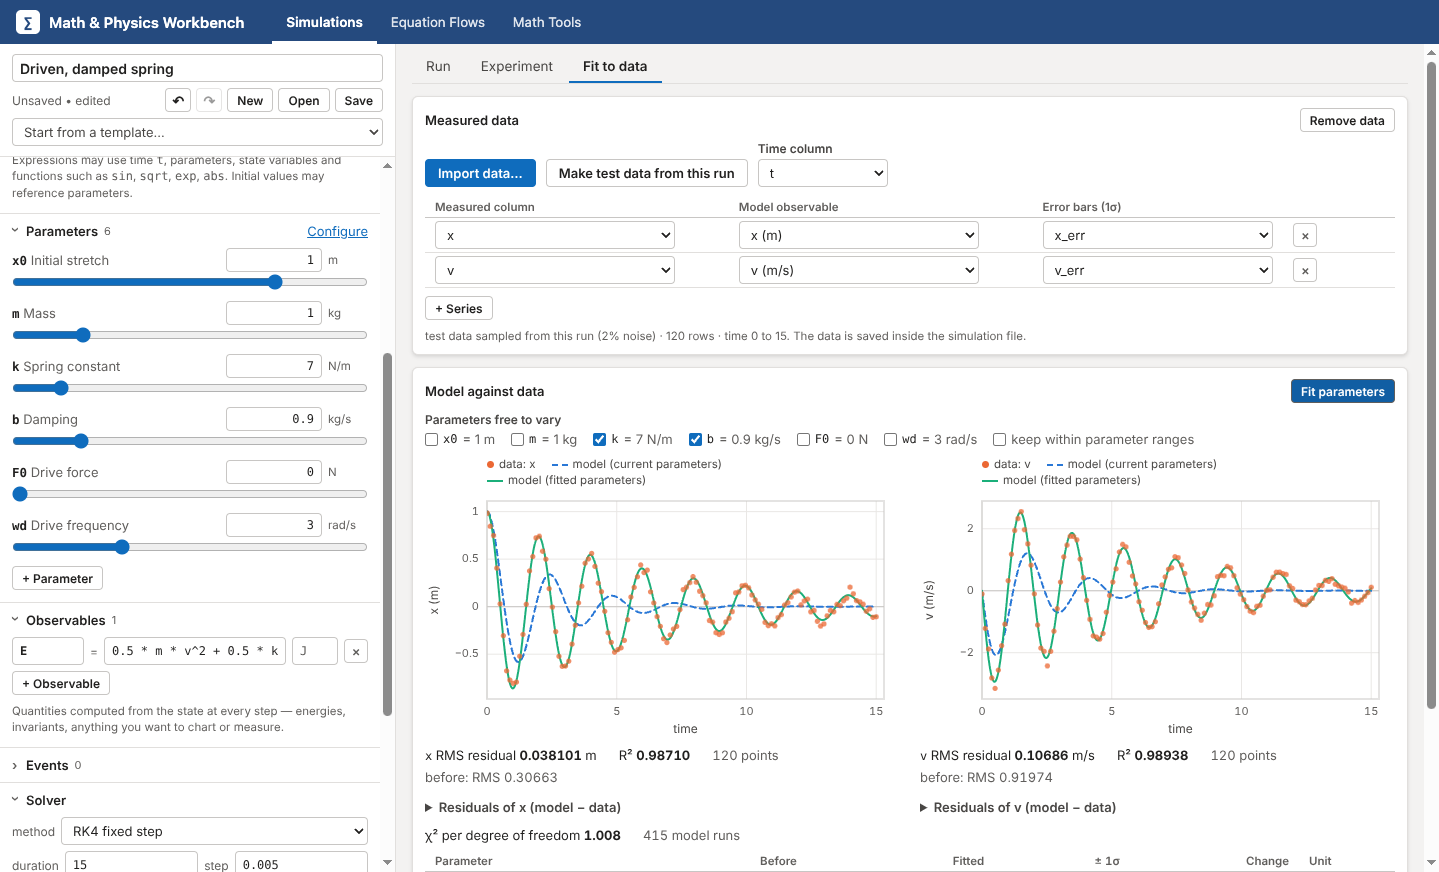 ∑ Math & Physics Workbench Simulations Equation Flows Math Tools
Driven, damped spring
Unsaved • edited ↶ ↷ New Open Save
Start from a template...
Expressions may use time t, parameters, state variables and
functions such as sin, sqrt, exp, abs. Initial values may
reference parameters.
Parameters 6 Configure
x0 Initial stretch 1 m
m Mass 1 kg
k Spring constant 7 N/m
b Damping 0.9 kg/s
F0 Drive force 0 N
wd Drive frequency 3 rad/s
+ Parameter
Observables 1
E = 0.5 * m * v^2 + 0.5 * k J ×
+ Observable
Quantities computed from the state at every step — energies,
invariants, anything you want to chart or measure.
Events 0
Solver
method RK4 fixed step
duration 15 step 0.005
Run Experiment Fit to data
Measured data Remove data
Time column
Import data... Make test data from this run t
Measured column Model observable Error bars (1σ)
x x (m) x_err ×
v v (m/s) v_err ×
+ Series
test data sampled from this run (2% noise) · 120 rows · time 0 to 15. The data is saved inside the simulation file.
Model against data Fit parameters
Parameters free to vary
x0 = 1 m m = 1 kg k = 7 N/m b = 0.9 kg/s F0 = 0 N wd = 3 rad/s keep within parameter ranges
data: x model (current parameters)
model (fitted parameters)
1
0.5
0
−0.5
x (m)
0 5 10 15
time
data: v model (current parameters)
model (fitted parameters)
2
0
−2
v (m/s)
0 5 10 15
time
x RMS residual 0.038101 m R² 0.98710 120 points
before: RMS 0.30663
v RMS residual 0.10686 m/s R² 0.98938 120 points
before: RMS 0.91974
Residuals of x (model − data)
Residuals of v (model − data)
χ² per degree of freedom 1.008 415 model runs
Parameter Before Fitted ± 1σ Change Unit